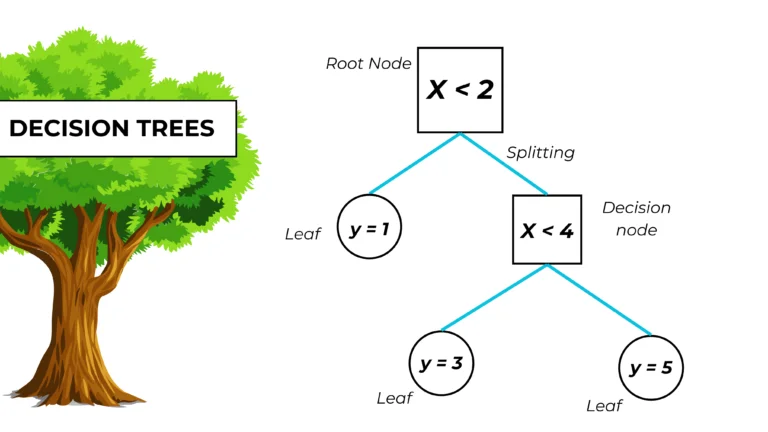 DECISION TREES
Root Node
X < 2
Splitting
Leaf
y = 1
X < 4
Decision
node
y = 3
Leaf
y = 5
Leaf